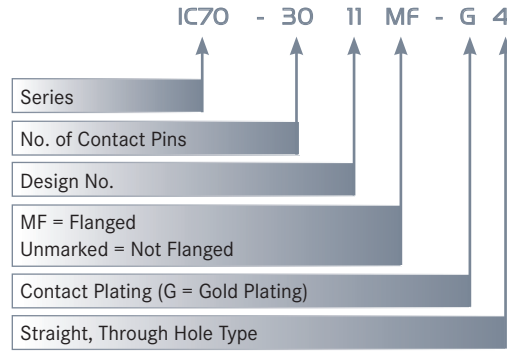 IC70 - 30 11 MF - G 4
Series
No. of Contact Pins
Design No.
MF = Flanged
Unmarked = Not Flanged
Contact Plating (G = Gold Plating)
Straight, Through Hole Type